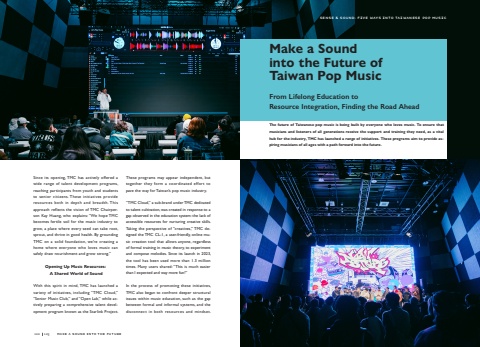 SENSE & SOUND: FIVE WAYS INTO TAIWANESE POP MUSIC
Make a Sound
into the Future of
Taiwan Pop Music
From Lifelong Education to
Resource Integration, Finding the Road Ahead
The future of Taiwanese pop music is being built by everyone who loves music. To ensure that
musicians and listeners of all generations receive the support and training they need, as a vital
hub for the industry, TMC has launched a range of initiatives. These programs aim to provide as-
piring musicians of all ages with a path forward into the future.
Since its opening, TMC has actively offered a
wide range of talent development programs,
reaching participants from youth and students
to senior citizens. These initiatives provide
resources both in depth and breadth. This
approach reflects the vision of TMC Chairper-
son Kay Huang, who explains: "We hope TMC
becomes fertile soil for the music industry to
grow, a place where every seed can take root,
sprout, and thrive in good health. By grounding
TMC on a solid foundation, we're creating a
home where everyone who loves music can
safely draw nourishment and grow strong."
Opening Up Music Resources:
A Shared World of Sound
With this spirit in mind, TMC has launched a
variety of initiatives, including "TMC Cloud,"
"Senior Music Club," and "Open Lab," while ac-
tively preparing a comprehensive talent devel-
opment program known as the Starlink Project.
These programs may appear independent, but
together they form a coordinated effort to
pave the way for Taiwan's pop music industry.
"TMC Cloud," a sub-brand under TMC dedicated
to talent cultivation, was created in response to a
gap observed in the education system: the lack of
accessible resources for nurturing creative skills.
Taking the perspective of "creation," TMC de-
signed the TMC CL-1, a user-friendly online mu-
sic creation tool that allows anyone, regardless
of formal training in music theory, to experiment
and compose melodies. Since its launch in 2023,
the tool has been used more than 1.3 million
times. Many users shared: "This is much easier
than I expected and way more fun!"
In the process of promoting these initiatives,
TMC also began to confront deeper structural
issues within music education, such as the gap
between formal and informal systems, and the
disconnect in both resources and mindset.
MAKE A SOUND INTO THE FUTURE